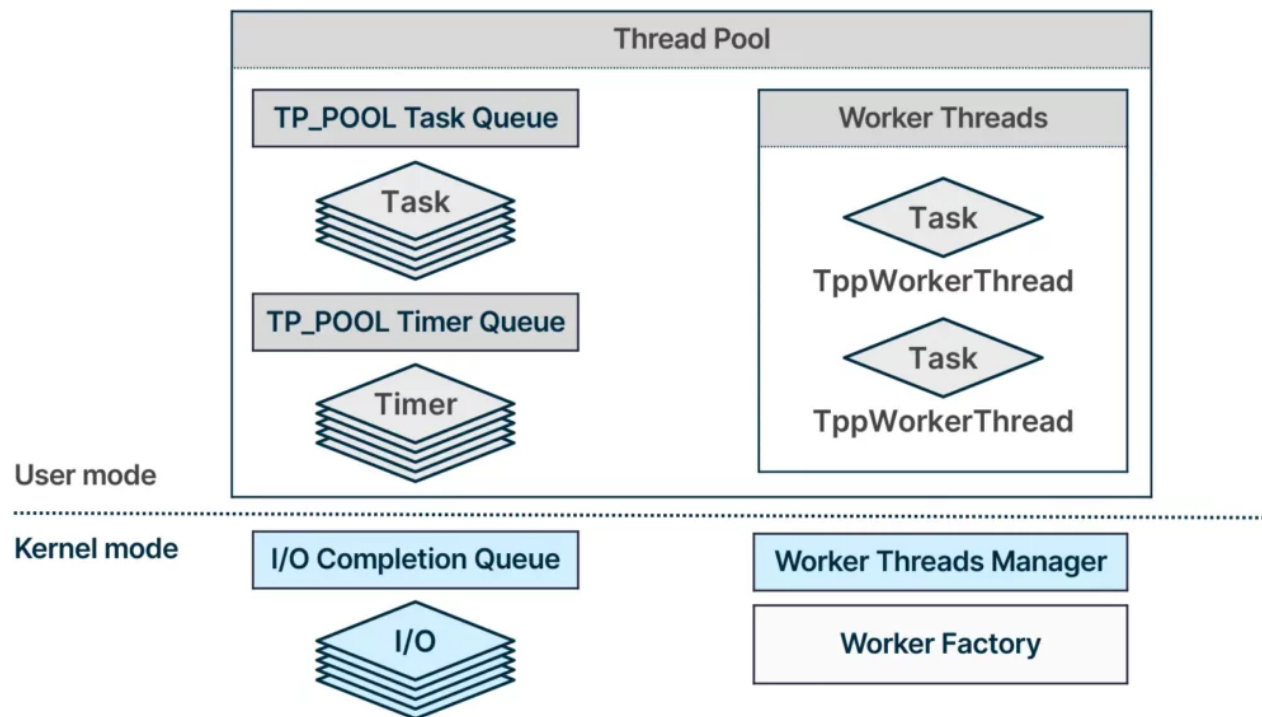 Thread Pool
TP_POOL Task Queue
Task
TP_POOL Timer Queue
Timer
Worker Threads
Task
TppWorkerThread
Task
TppWorkerThread
User mode
Kernel mode
I/O Completion Queue
I/O
Worker Threads Manager
Worker Factory